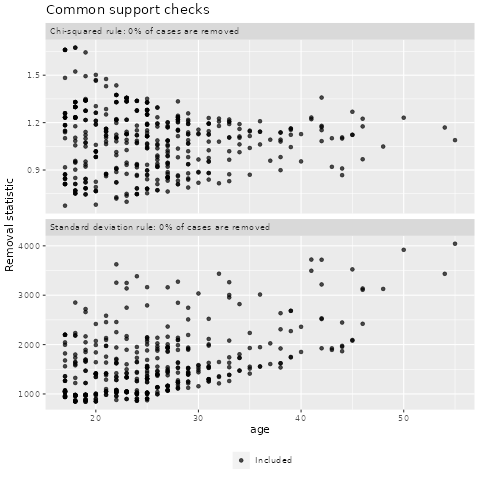 Common support checks
Chi-squared rule: 0% of cases are removed
1.5
1.2
0.9
Standard deviation rule: 0% of cases are removed
4000
3000
2000
1000
Removal statistic
20
30
40
50
age
Included